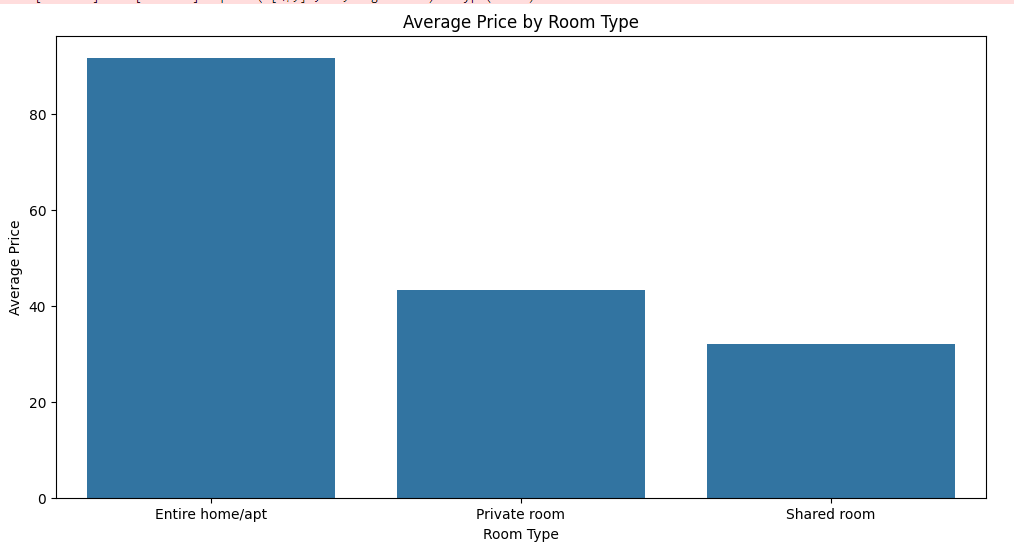 Average Price by Room Type
Average Price
80
60
40
20
0
Entire home/apt
Private room
Shared room
Room Type